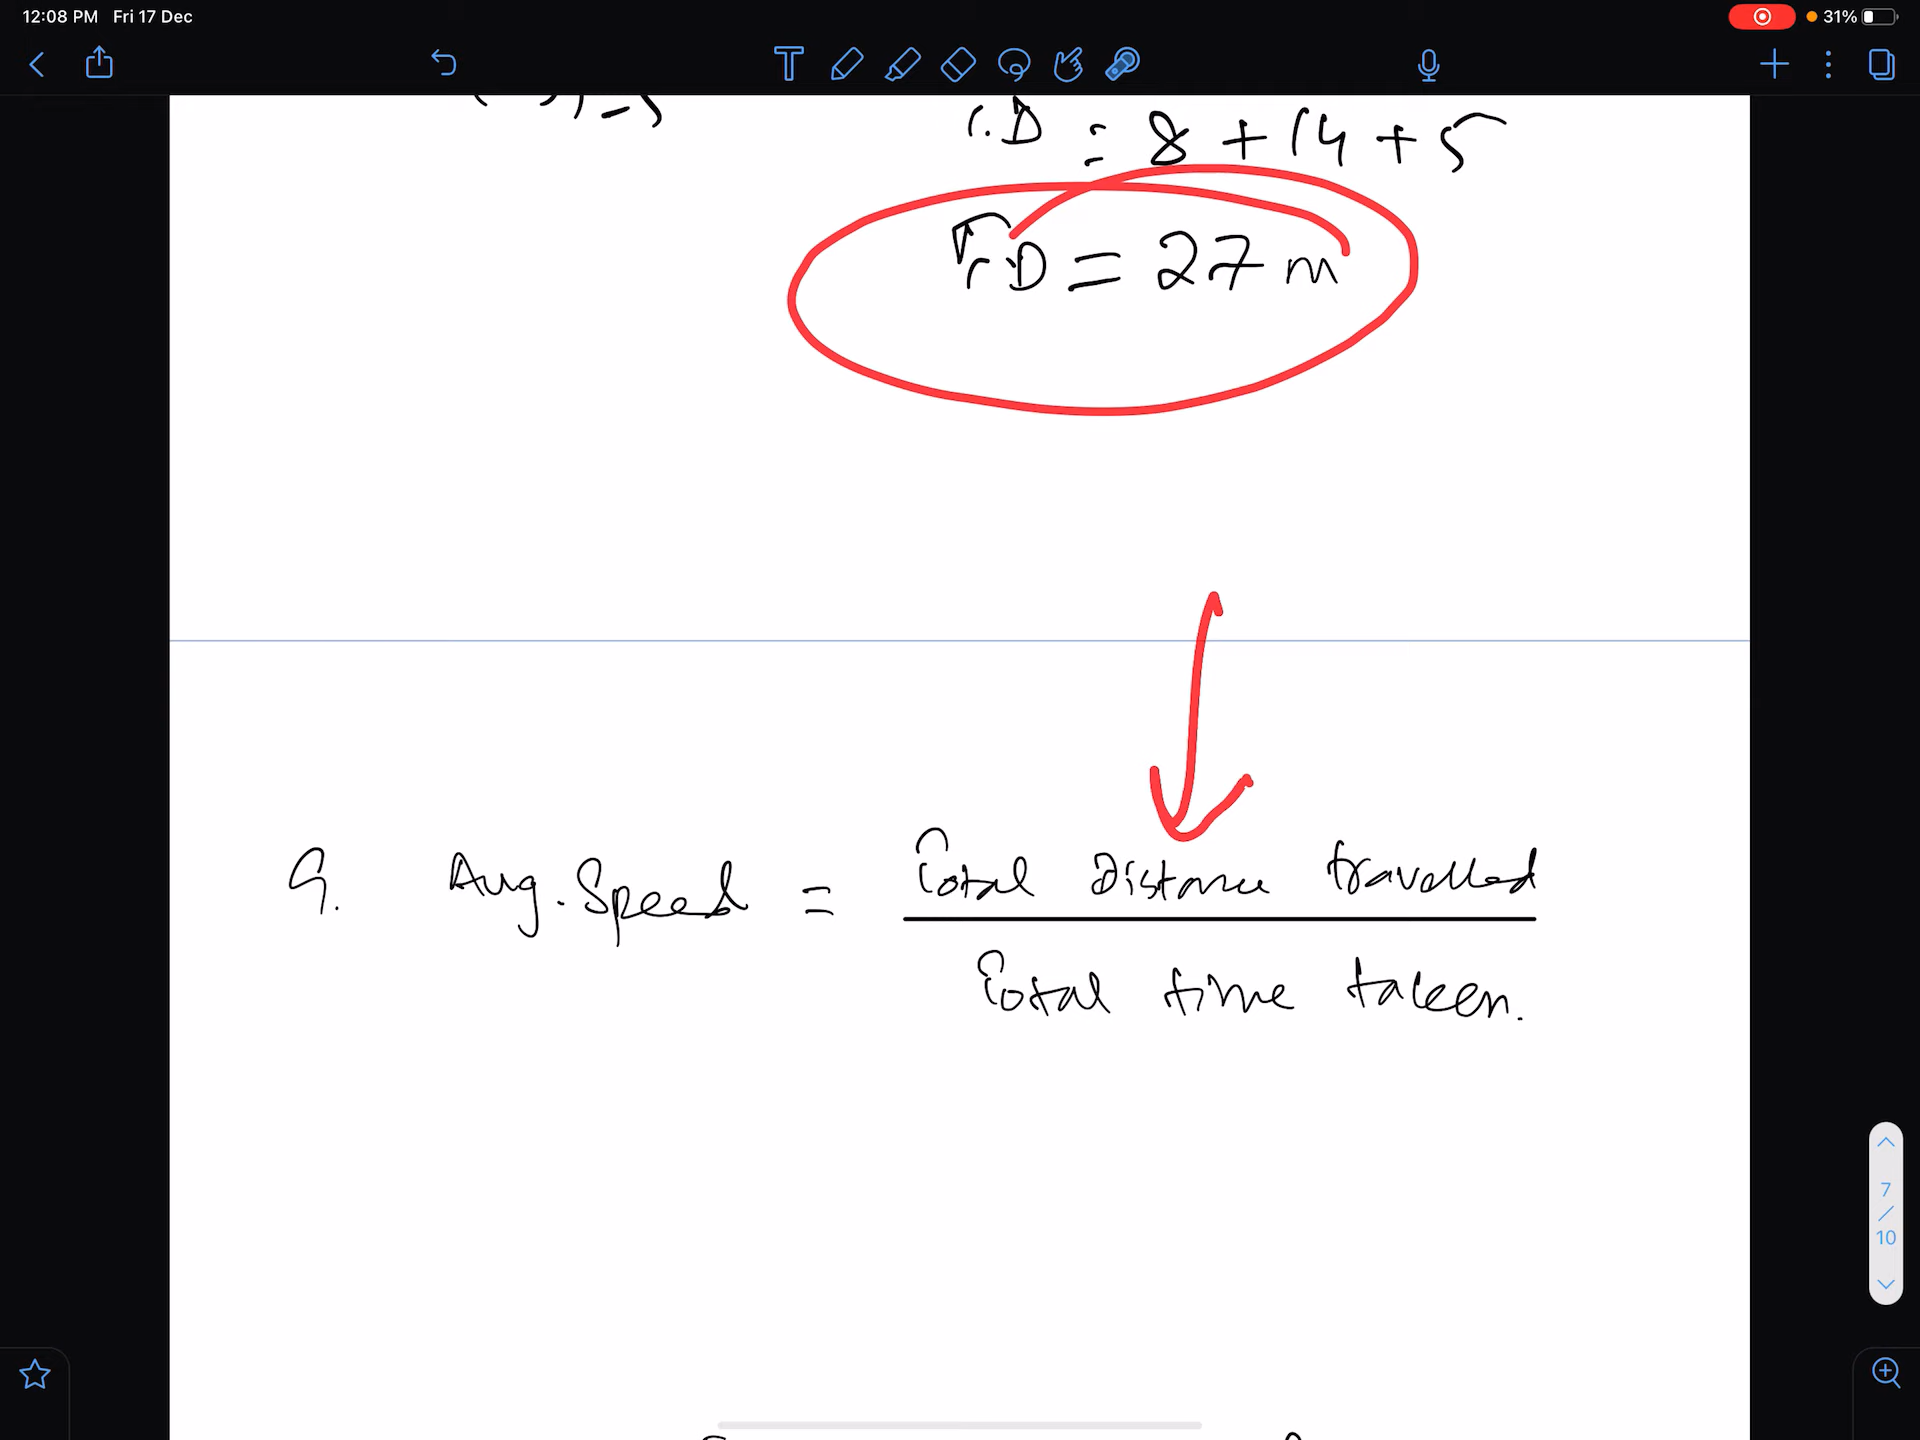 12:08 PM Fri 17 Dec
31%
T.D = 8 + 14 + 5
T.D = 27 m
9. Avg. Speed = Total Distance travelled
Total time taken.
7
/
10